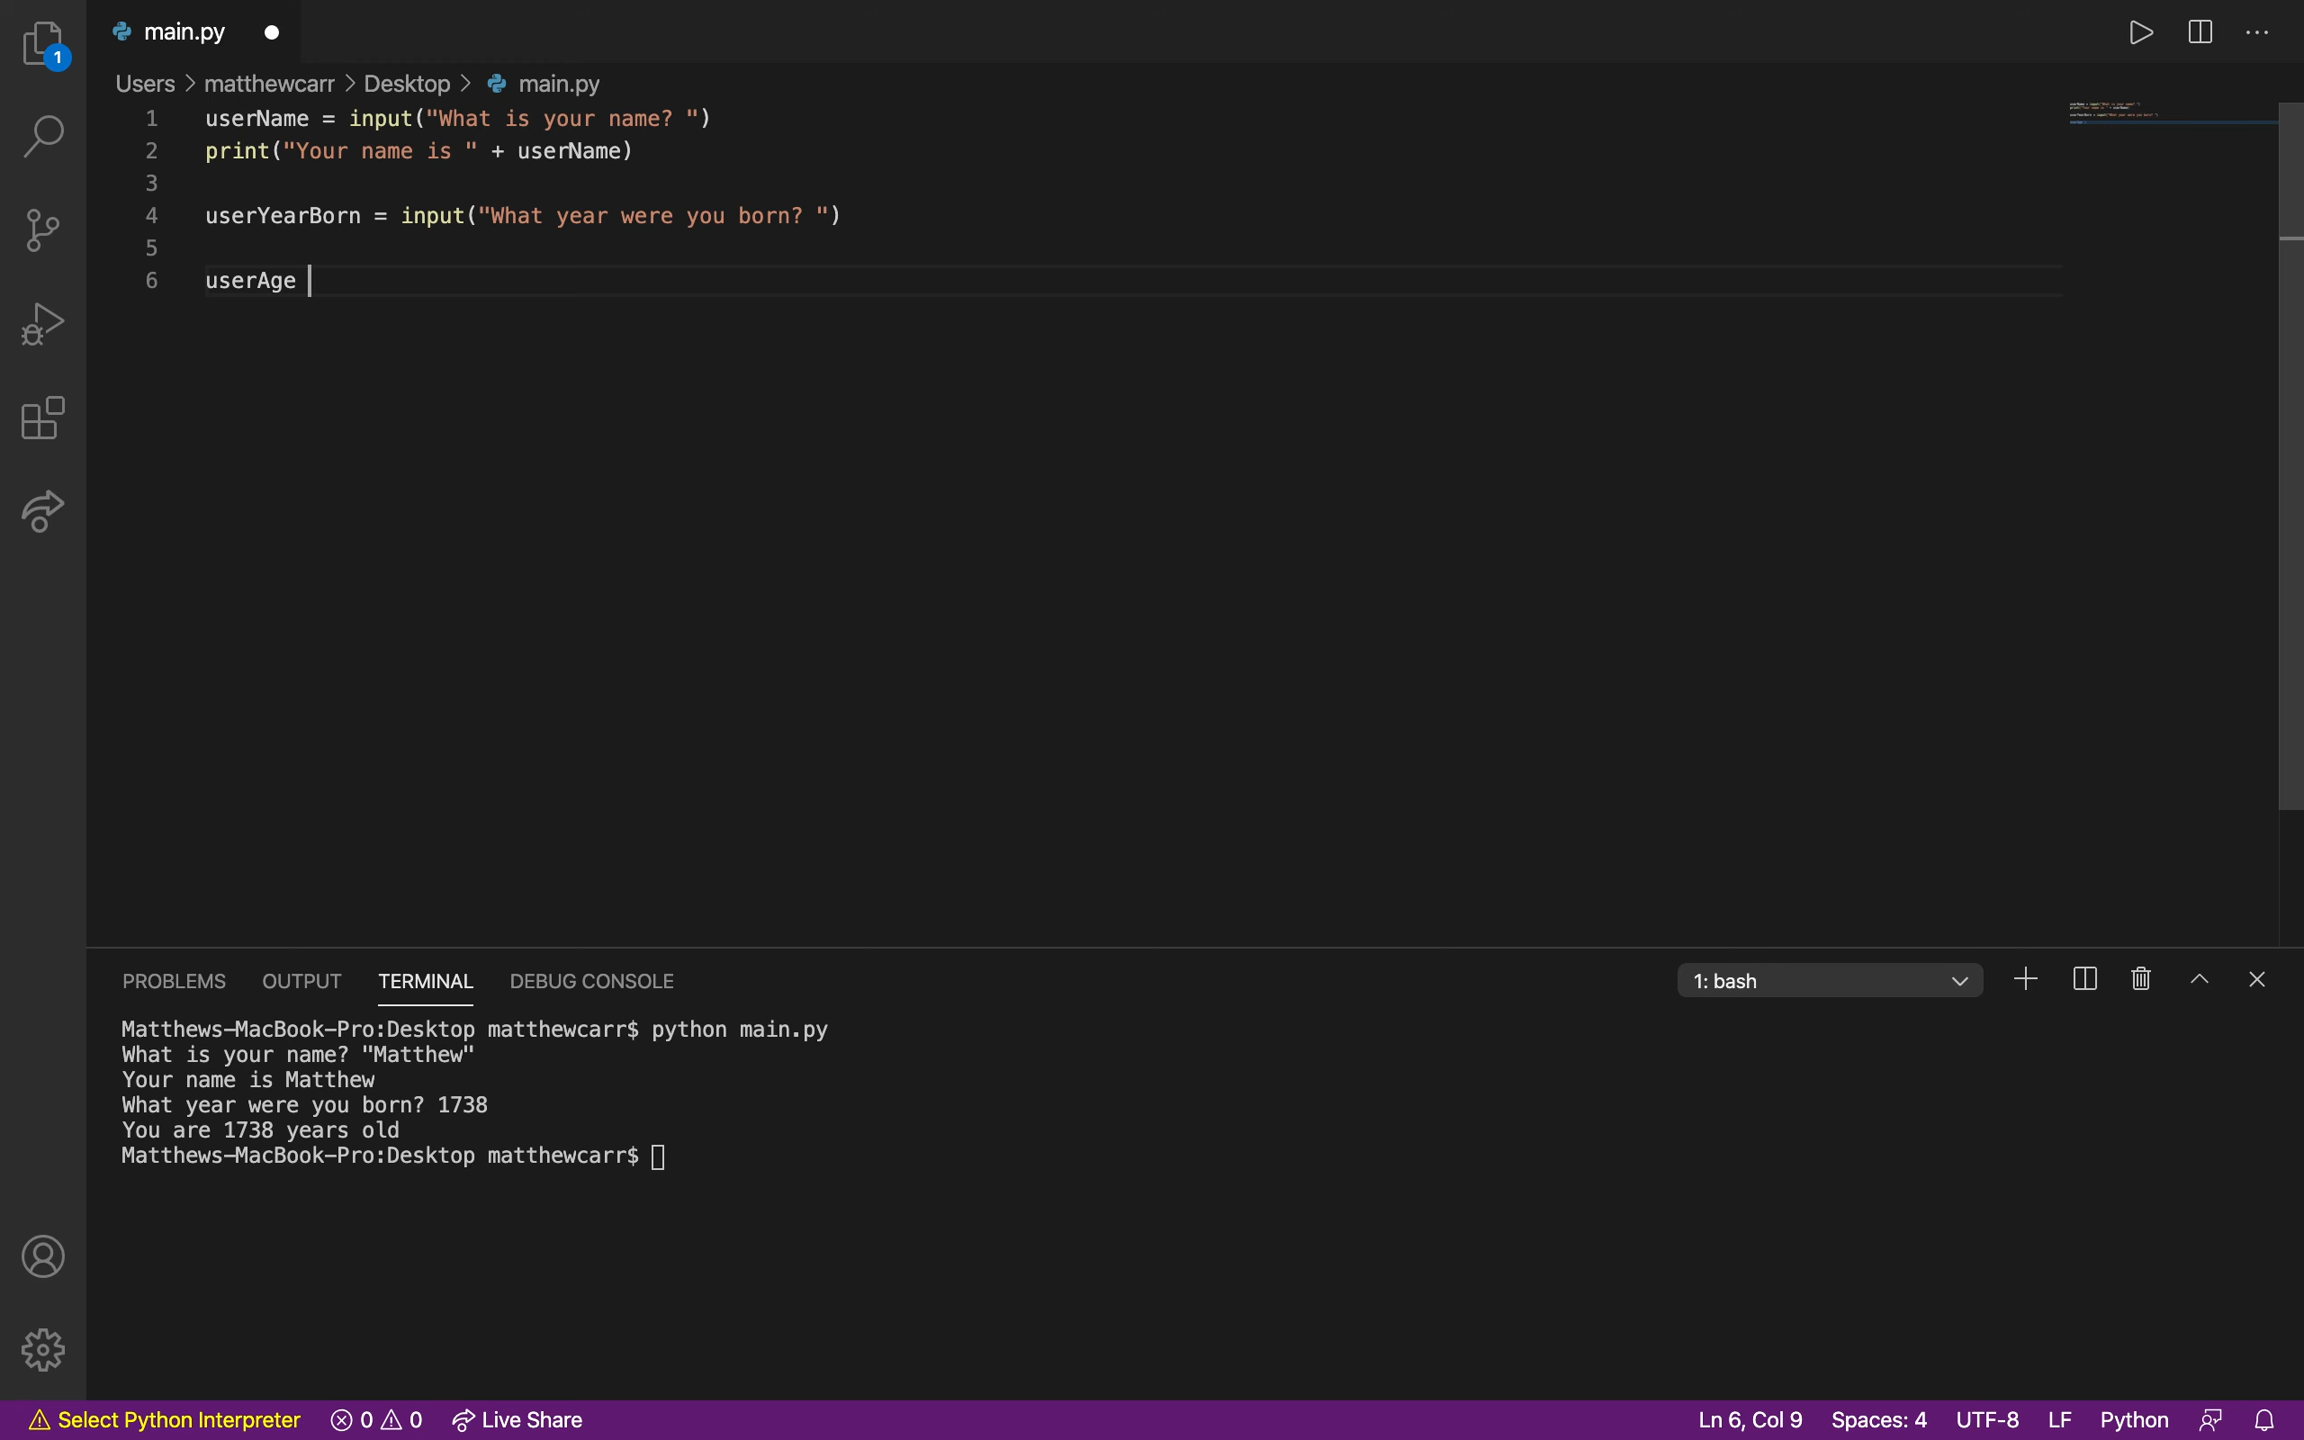 main.py
1
Users > matthewcarr > Desktop > main.py
1 userName = input("What is your name? ")
2 print("Your name is " + userName)
3
4 userYearBorn = input("What year were you born? ")
5
6 userAge
PROBLEMS OUTPUT TERMINAL DEBUG CONSOLE 1: bash
Matthews-MacBook-Pro:Desktop matthewcarr$ python main.py
What is your name? "Matthew"
Your name is Matthew
What year were you born? 1738
You are 1738 years old
Matthews-MacBook-Pro:Desktop matthewcarr$
Select Python Interpreter 0 0 Live Share Ln 6, Col 9 Spaces: 4 UTF-8 LF Python